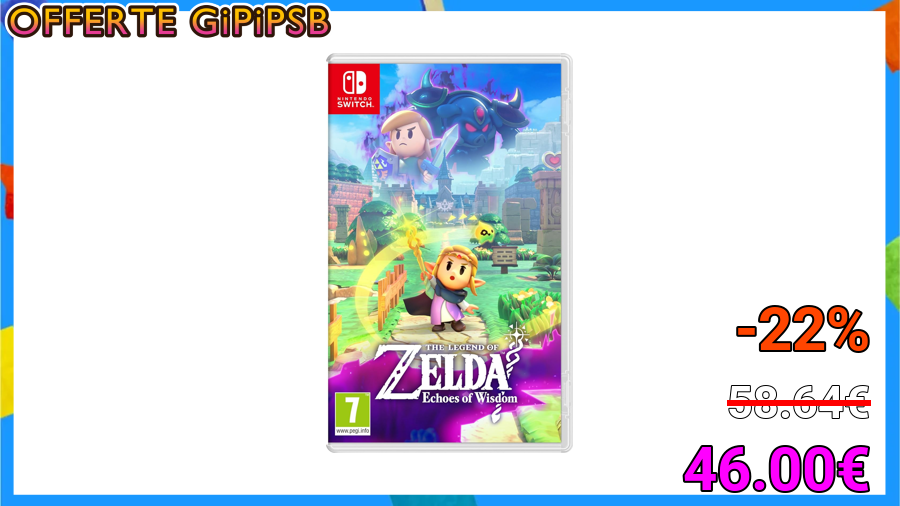 OFFERTE GiPiPSB
NINTENDO
SWITCH.
THE LEGEND OF
ZELDA
Echoes of Wisdom
7
www.pegi.info
-22%
58.64€
46.00€